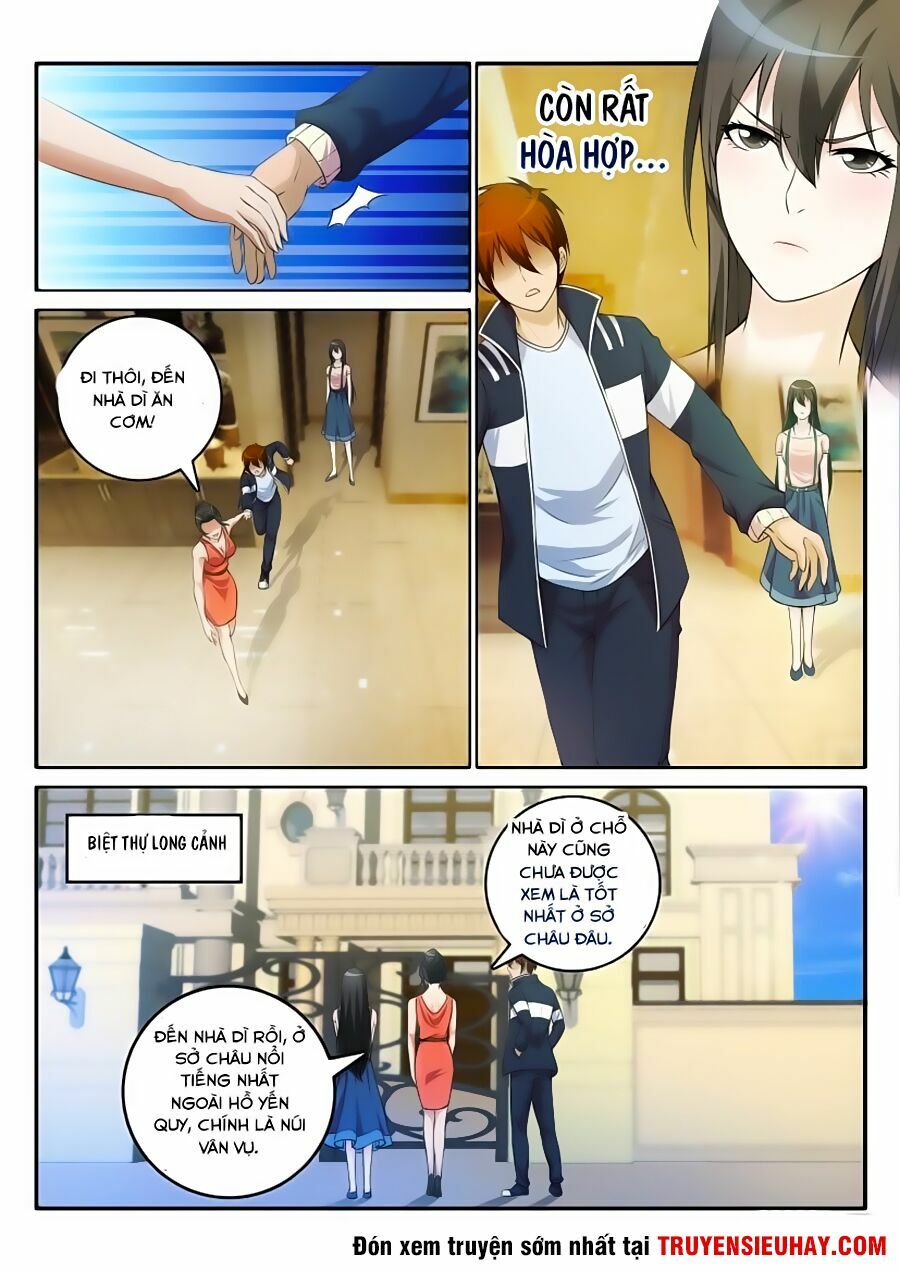 CÒN RẤT
HÒA HỢP...
ĐI THÔI, ĐẾN
NHÀ DÌ ĂN
CƠM!
BIỆT THỰ LONG CẢNH
NHÀ DÌ Ở CHỖ
NÀY CŨNG
CHƯA ĐƯỢC
XEM LÀ TỐT
NHẤT Ở SỞ
CHÂU ĐÂU.
ĐẾN NHÀ DÌ RỒI, Ở
SỞ CHÂU NỔI
TIẾNG NHẤT
NGOÀI HỒ YẾN
QUY, CHÍNH LÀ NÚI
VÂN VỤ.
Đón xem truyện sớm nhất tại TRUYENSIEUHAY.COM